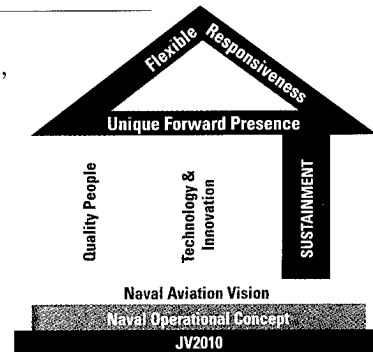 ,
Flexible
Responsiveness
Unique Forward Presence
Quality People
Technology &
Innovation
SUSTAINMENT
Naval Aviation Vision
Naval Operational Concept
JV2010